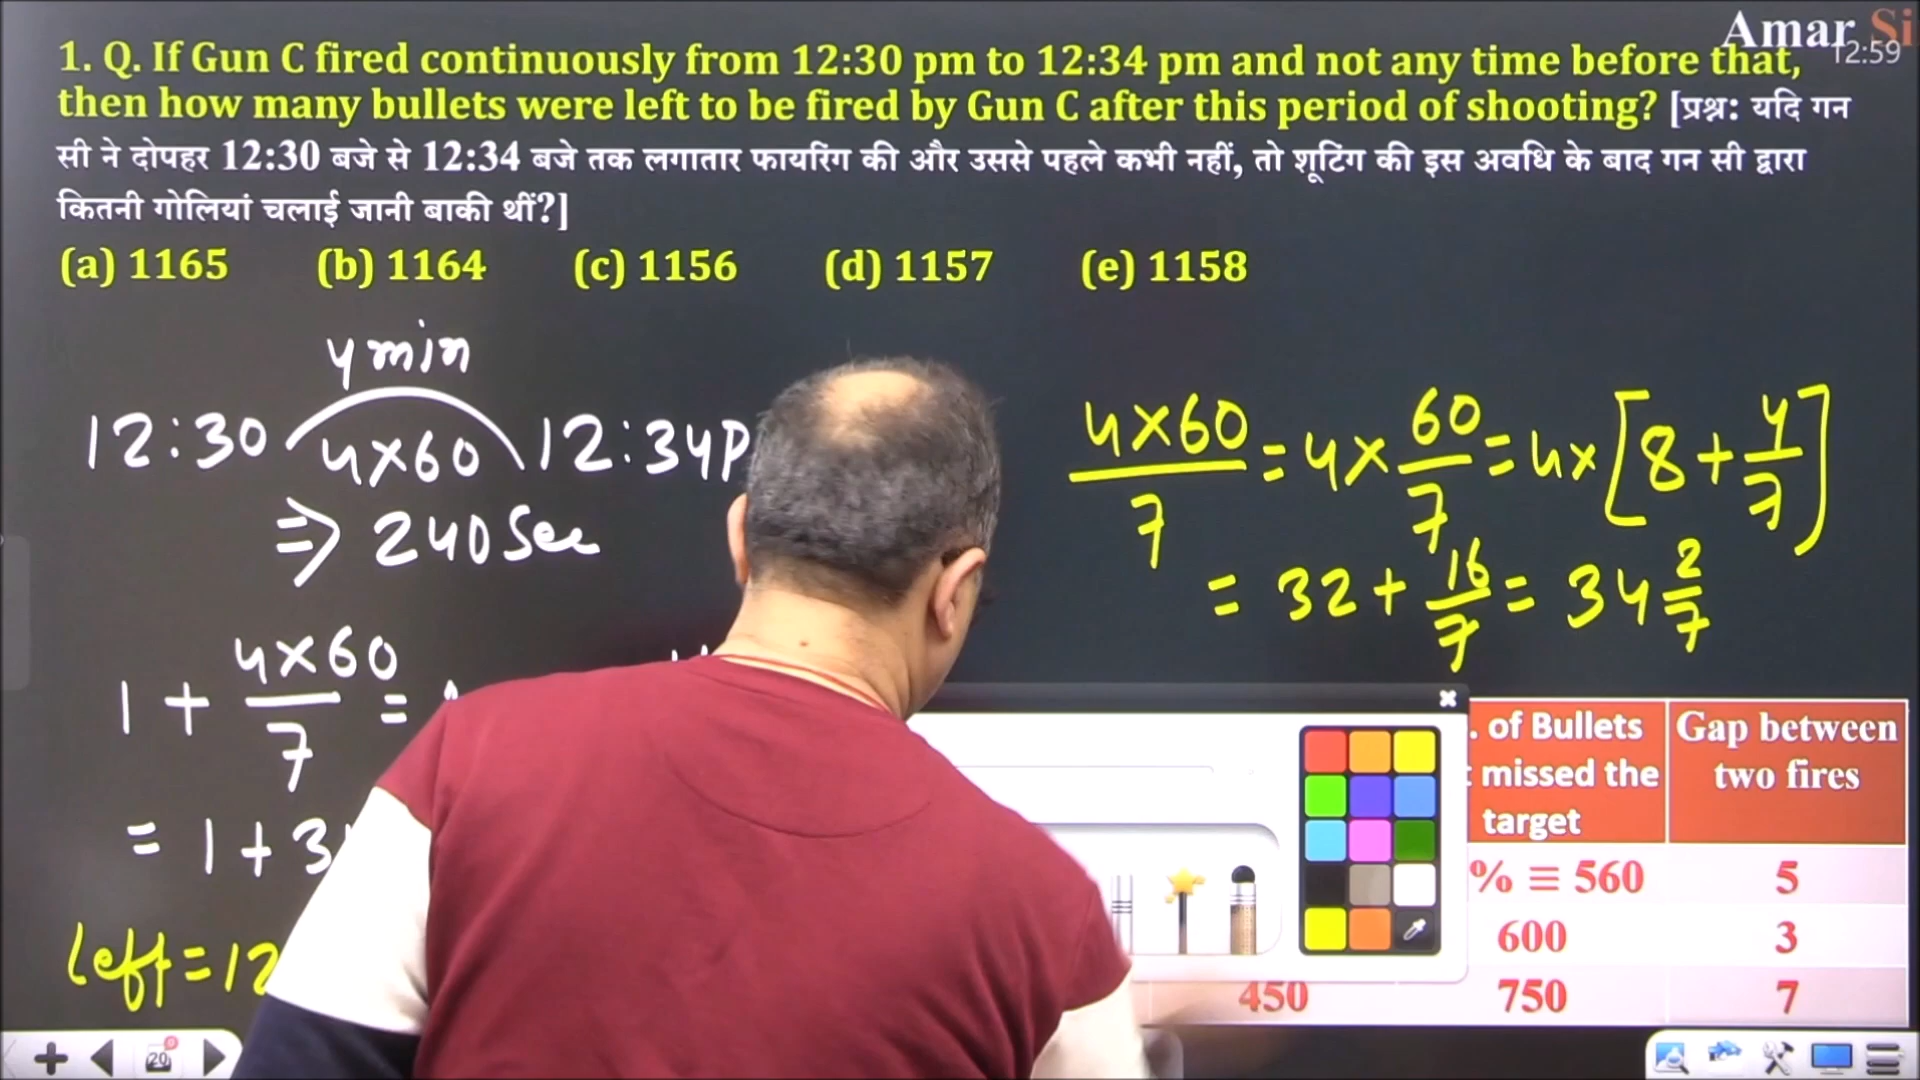 Amar Si
12:59
1. Q. If Gun C fired continuously from 12:30 pm to 12:34 pm and not any time before that,
then how many bullets were left to be fired by Gun C after this period of shooting? [प्रश्न: यदि गन
सी ने दोपहर 12:30 बजे से 12:34 बजे तक लगातार फायरिंग की और उससे पहले कभी नहीं, तो शूटिंग की इस अवधि के बाद गन सी द्वारा
कितनी गोलियां चलाई जानी बाकी थीं?]
(a) 1165 (b) 1164 (c) 1156 (d) 1157 (e) 1158
4 min
12:30 4×60 12:34P
⇒ 240 Sec
1 + 4×60/7 =
= 1 + 3
left = 12
4×60/7 = 4× 60/7 = 4× [8 + 4/7]
= 32 + 16/7 = 34 2/7
. of Bullets
missed the
target
Gap between
two fires
% ≡ 560 5
600 3
450 750 7
20